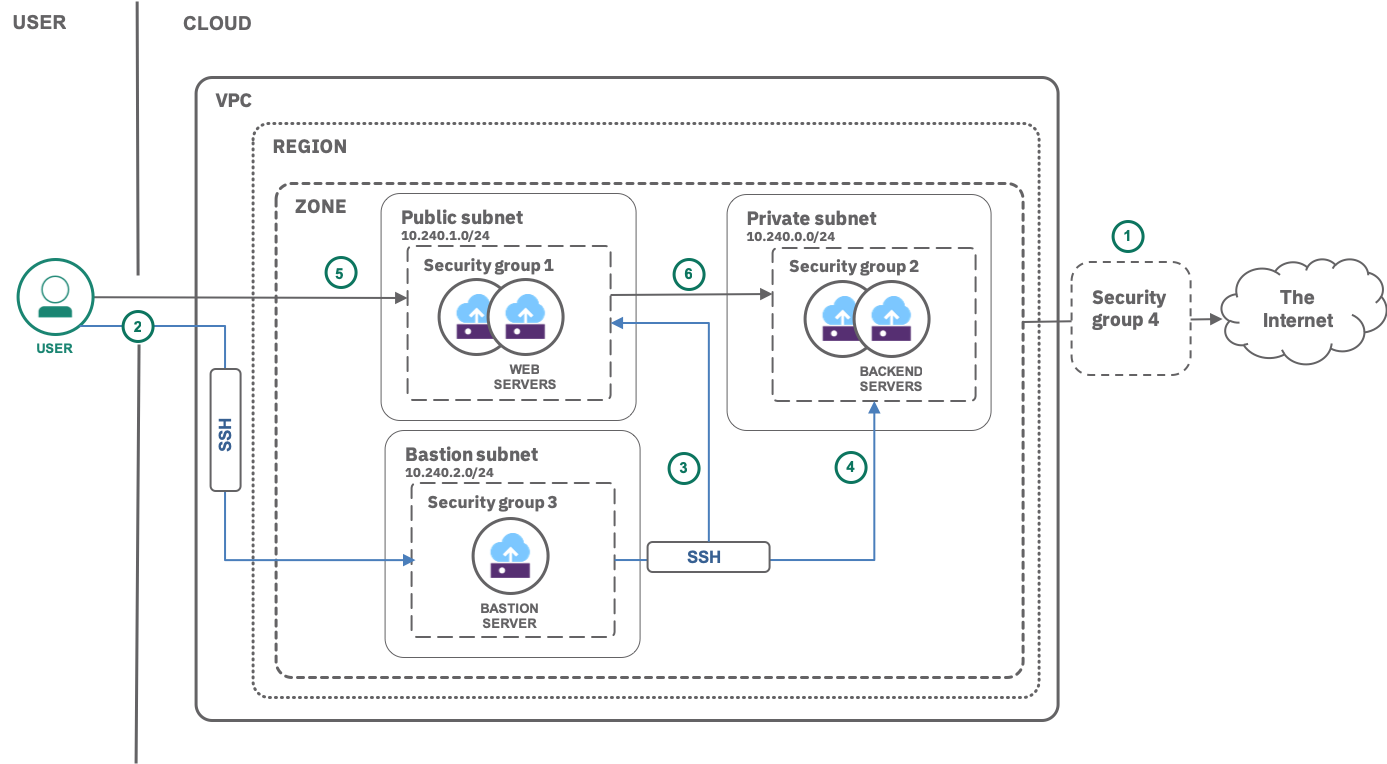 USER
CLOUD
VPC
REGION
ZONE
Public subnet
10.240.1.0/24
Security group 1
WEB
SERVERS
Private subnet
10.240.0.0/24
Security group 2
BACKEND
SERVERS
1
Security
group 4
The
Internet
5
6
USER
2
SSH
Bastion subnet
10.240.2.0/24
Security group 3
BASTION
SERVER
3
4
SSH